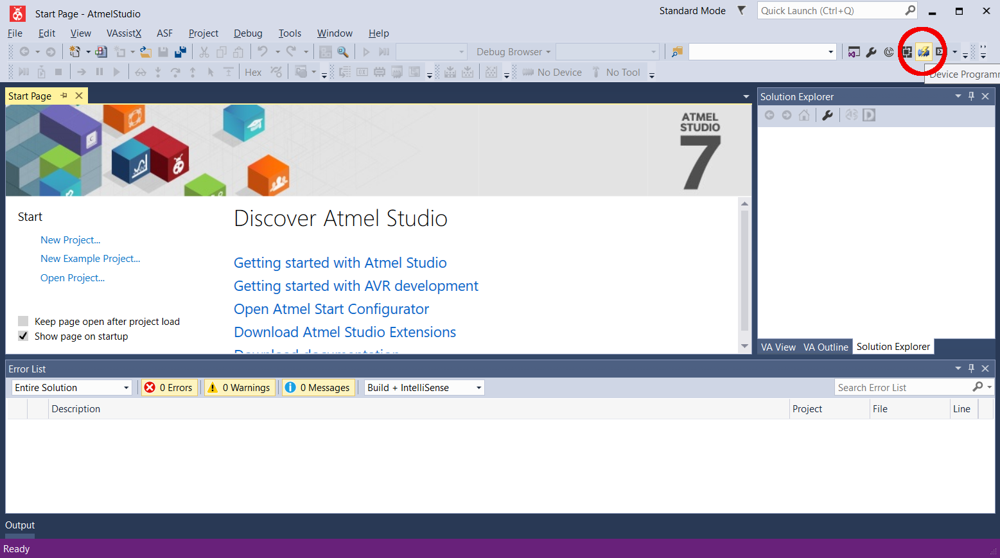 Start Page - AtmelStudio
Standard Mode
Quick Launch (Ctrl+Q)
File Edit View VAssistX ASF Project Debug Tools Window Help
Debug Browser
Hex
No Device
No Tool
Device Programm
Start Page
Solution Explorer
ATMEL
STUDIO
7
Start
New Project...
New Example Project...
Open Project...
Keep page open after project load
Show page on startup
Discover Atmel Studio
Getting started with Atmel Studio
Getting started with AVR development
Open Atmel Start Configurator
Download Atmel Studio Extensions
Download documentation
VA View VA Outline Solution Explorer
Error List
Entire Solution
0 Errors
0 Warnings
0 Messages
Build + IntelliSense
Search Error List
Description Project File Line
Output
Ready